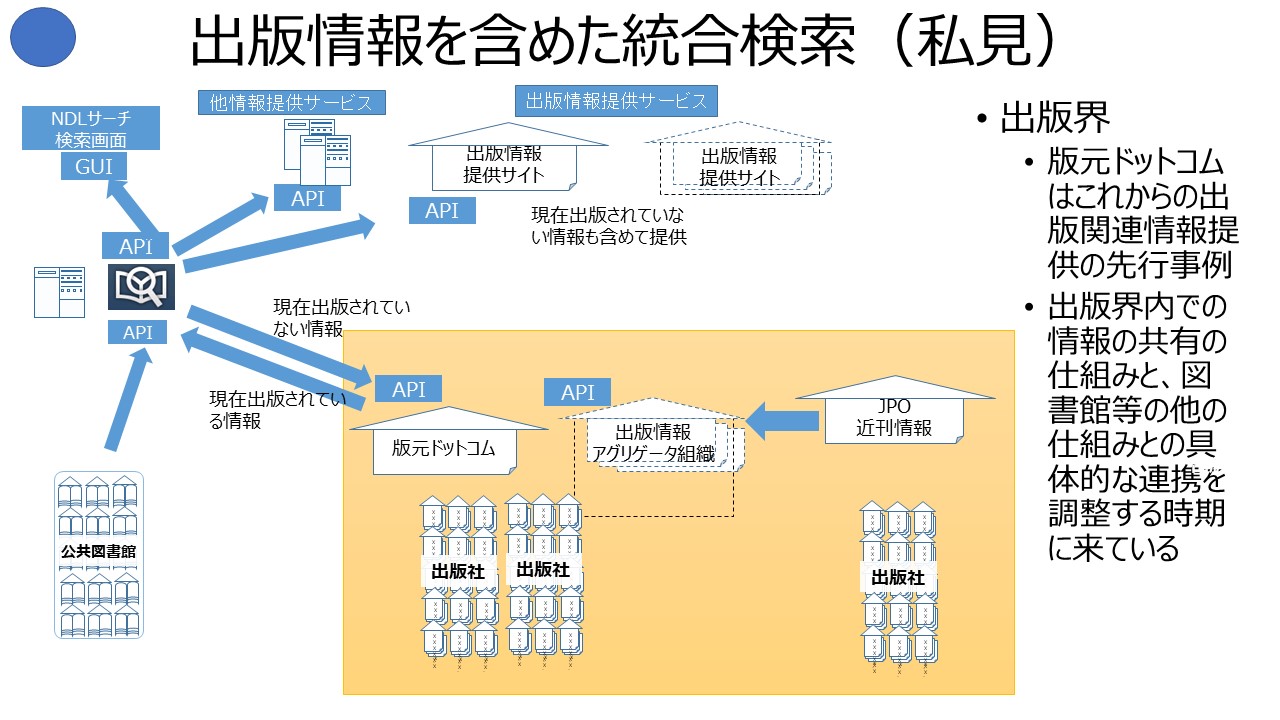 出版情報を含めた統合検索（私見）
NDLサーチ
検索画面
GUI
他情報提供サービス
API
出版情報提供サービス
出版情報
提供サイト
API
出版情報
提供サイト
現在出版されていな
い情報も含めて提供
API
API
現在出版されてい
ない情報
現在出版されてい
る情報
公共図書館
API
版元ドットコム
API
出版情報
アグリゲータ組織
JPO
近刊情報
出版社
出版社
出版社
• 出版界
• 版元ドットコム
はこれからの出
版関連情報提
供の先行事例
• 出版界内での
情報の共有の
仕組みと、図
書館等の他の
仕組みとの具
体的な連携を
調整する時期
に来ている